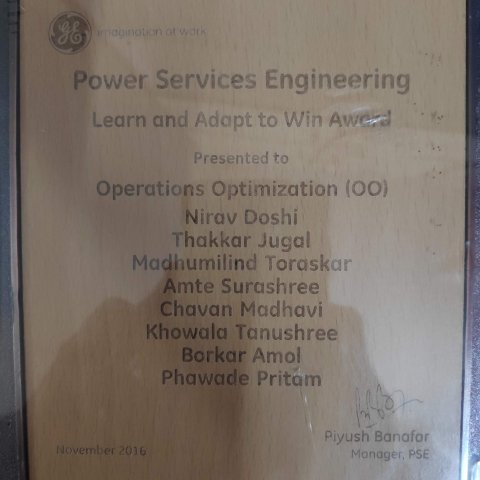 GE imagination at work
Power Services Engineering
Learn and Adapt to Win Award
Presented to
Operations Optimization (OO)
Nirav Doshi
Thakkar Jugal
Madhumilind Toraskar
Amte Surashree
Chavan Madhavi
Khowala Tanushree
Borkar Amol
Phawade Pritam
Piyush Banafar
November 2016
Manager, PSE